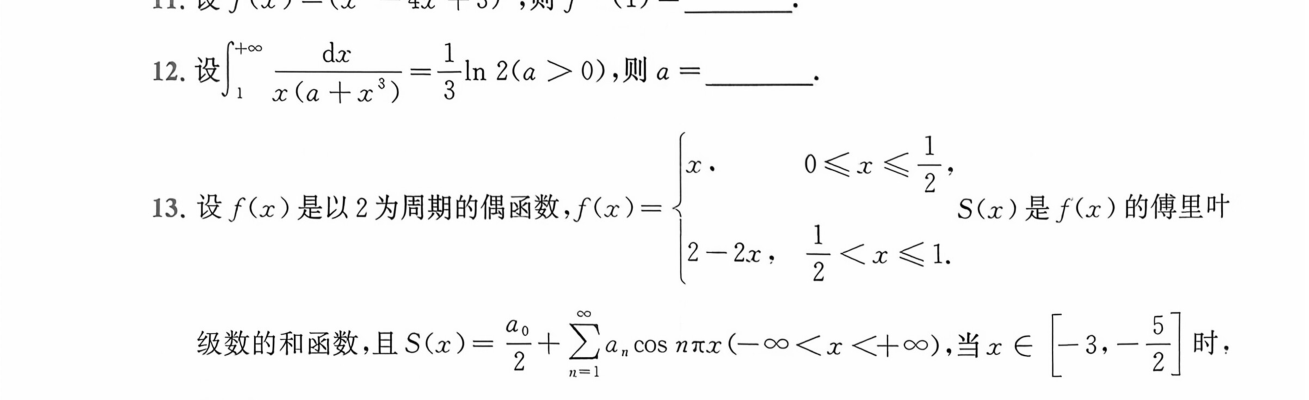 12. 设∫₁^{+∞} dx/(x(a+x³)) = 1/3 ln 2(a > 0),则 a = ______.
13. 设 f(x)是以 2 为周期的偶函数,f(x)= { x, 0 ⩽ x ⩽ 1/2, 2-2x, 1/2 < x ⩽ 1. S(x)是 f(x)的傅里叶
级数的和函数,且 S(x)= a₀/2 + ∑_{n=1}^{∞} aₙ cos nπx(-∞<x<+∞),当 x ∈ [-3,-5/2] 时,